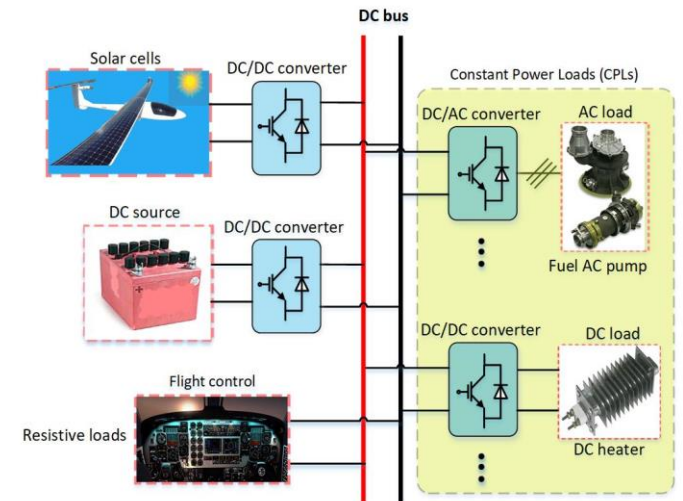 DC bus
Solar cells
DC/DC converter
Constant Power Loads (CPLs)
DC/AC converter
AC load
DC source
DC/DC converter
Fuel AC pump
DC/DC converter
DC load
Flight control
Resistive loads
DC heater